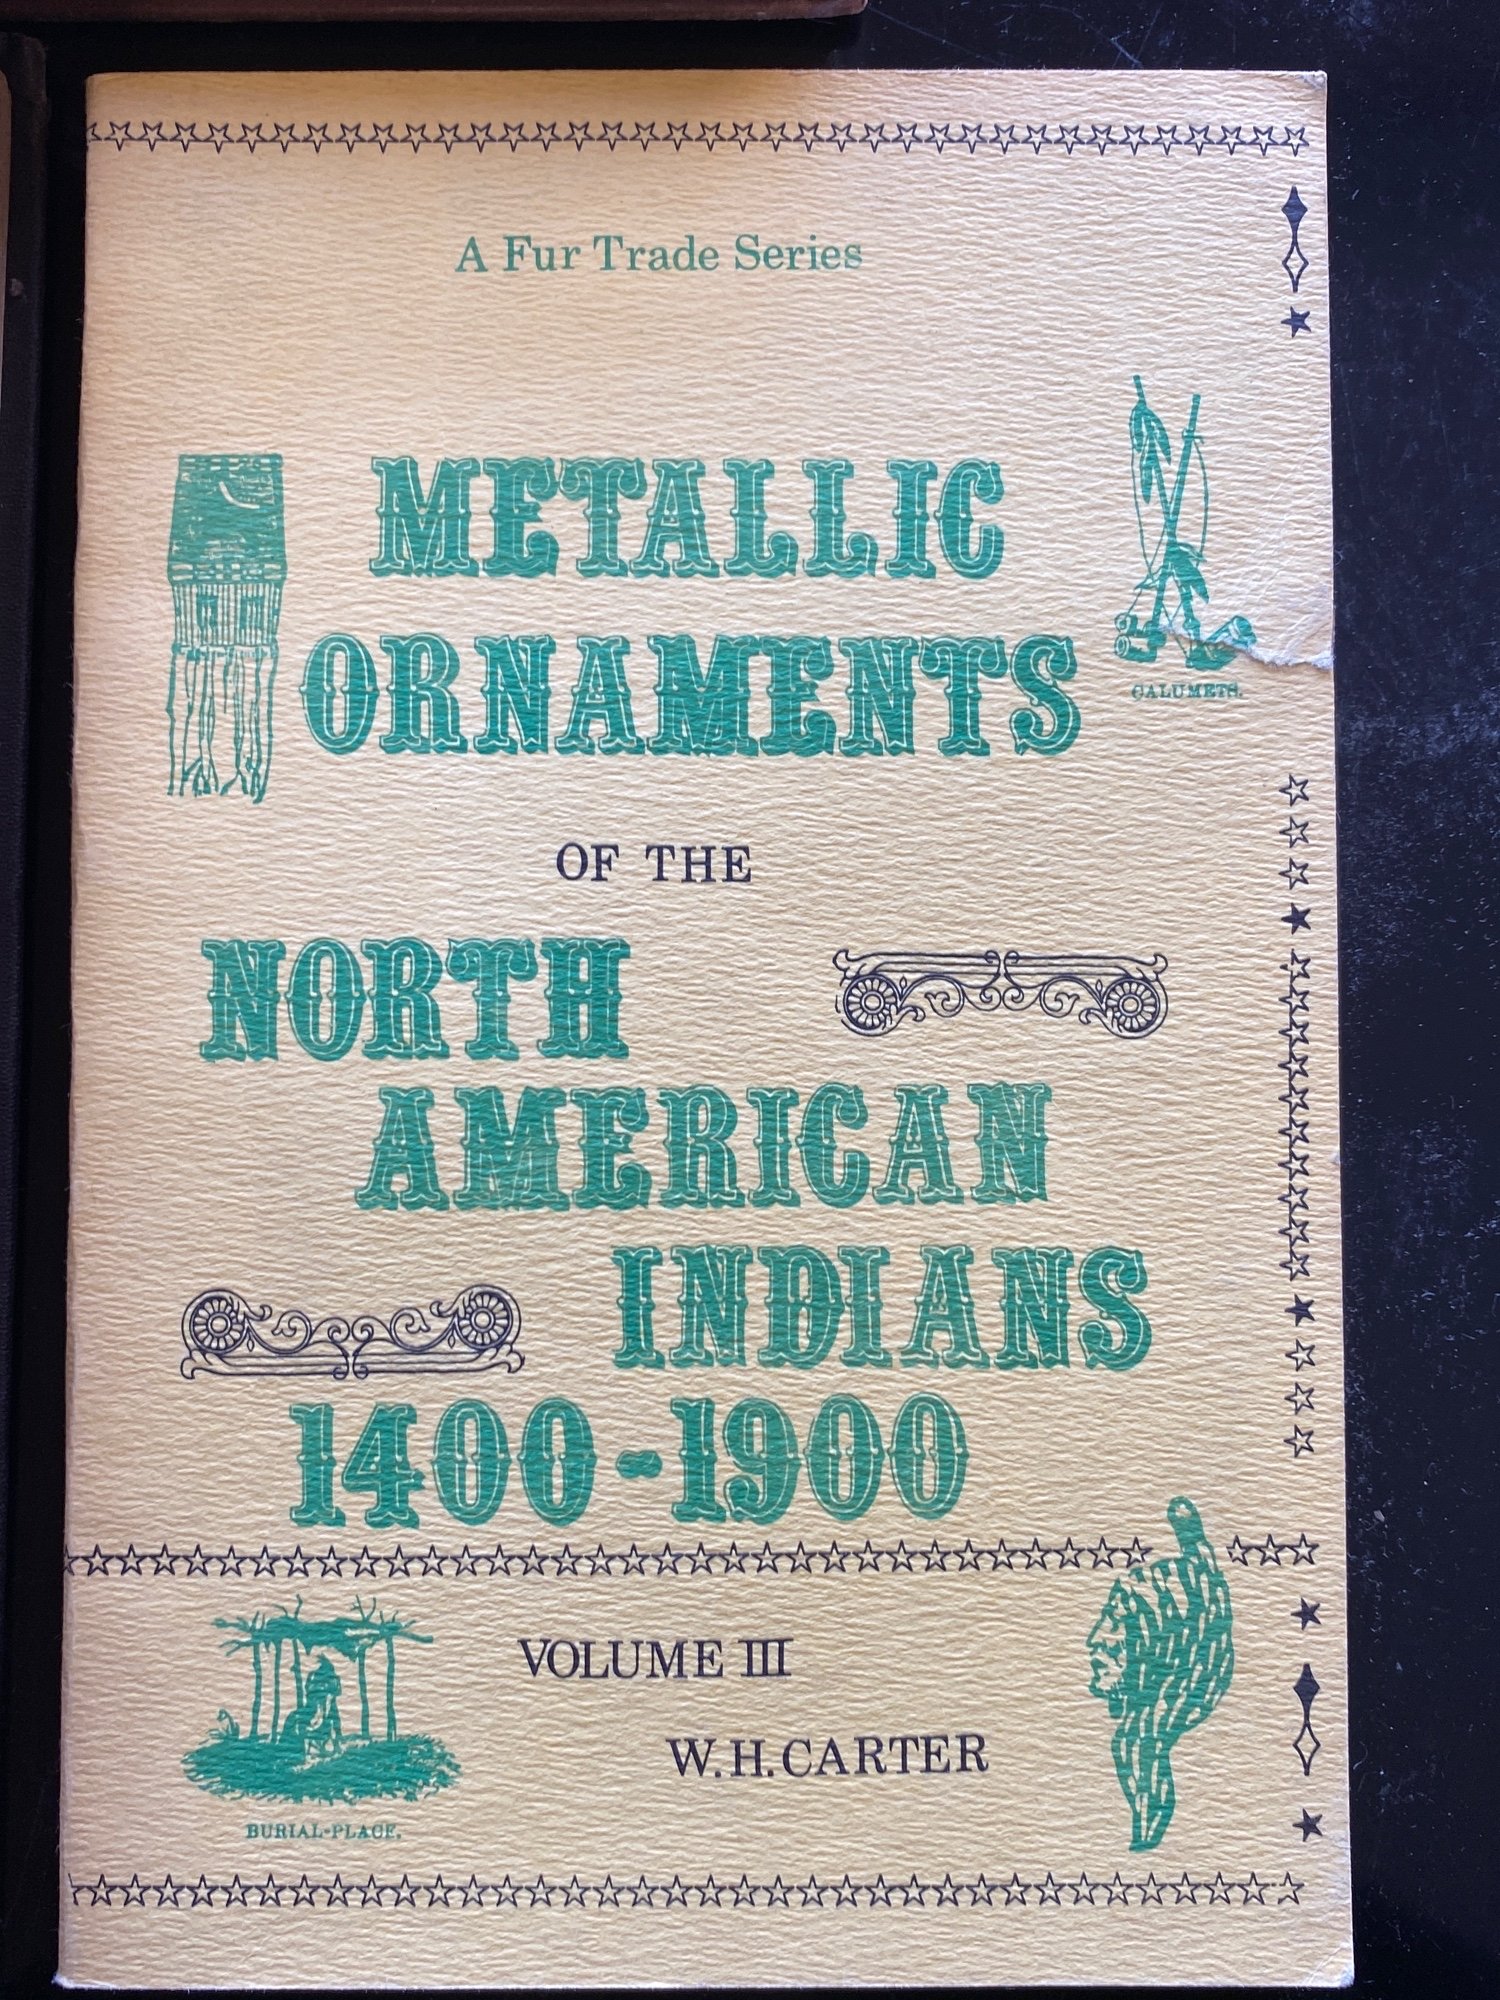 A Fur Trade Series
METALLIC
ORNAMENTS
CALUMETS.
OF THE
NORTH
AMERICAN
INDIANS
1400-1900
VOLUME III
W.H. CARTER
BURIAL-PLACE.